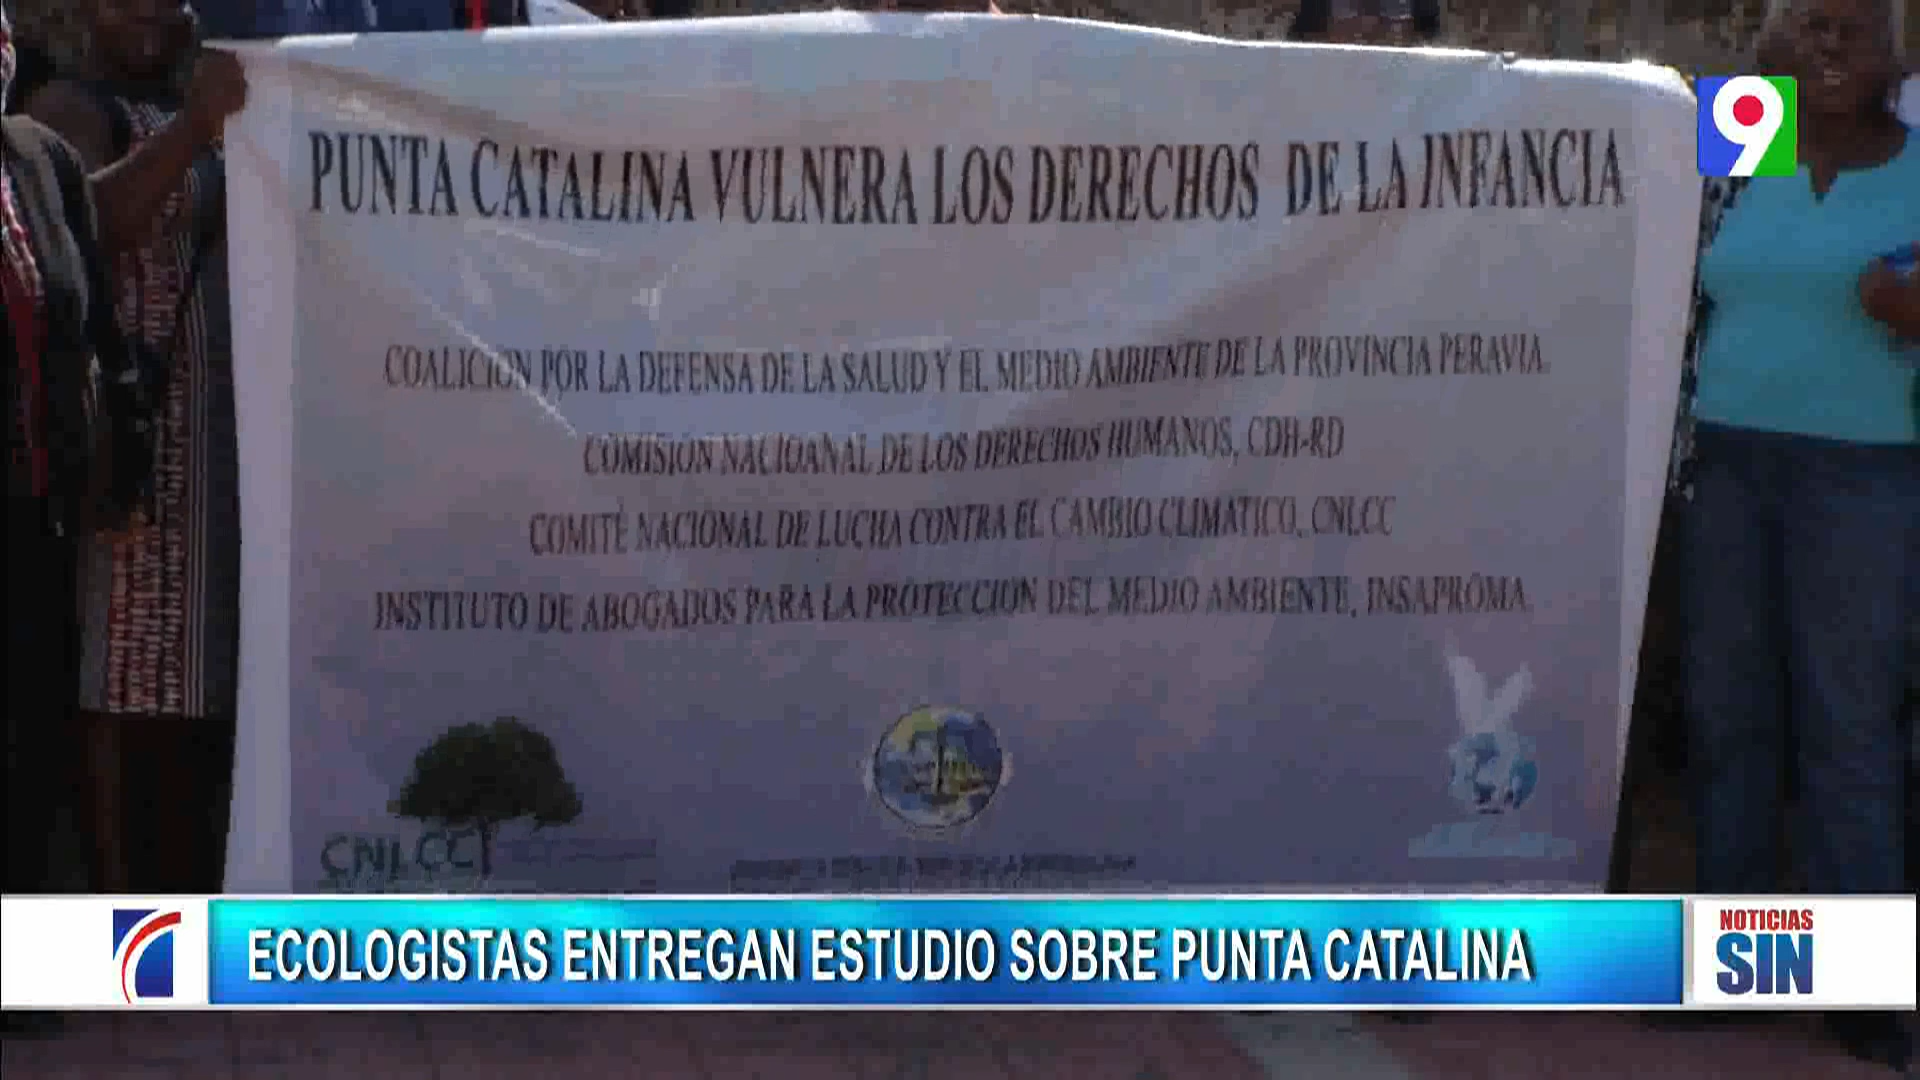 9
PUNTA CATALINA VULNERA LOS DERECHOS DE LA INFANCIA
COALICION POR LA DEFENSA DE LA SALUD Y EL MEDIO AMBIENTE DE LA PROVINCIA PERAVIA.
COMISION NACIOANAL DE LOS DERECHOS HUMANOS, CDH-RD
COMITÉ NACIONAL DE LUCHA CONTRA EL CAMBIO CLIMATICO, CNLCC
INSTITUTO DE ABOGADOS PARA LA PROTECCION DEL MEDIO AMBIENTE, INSAPROMA
CNLCC
ECOLOGISTAS ENTREGAN ESTUDIO SOBRE PUNTA CATALINA
NOTICIAS
SIN